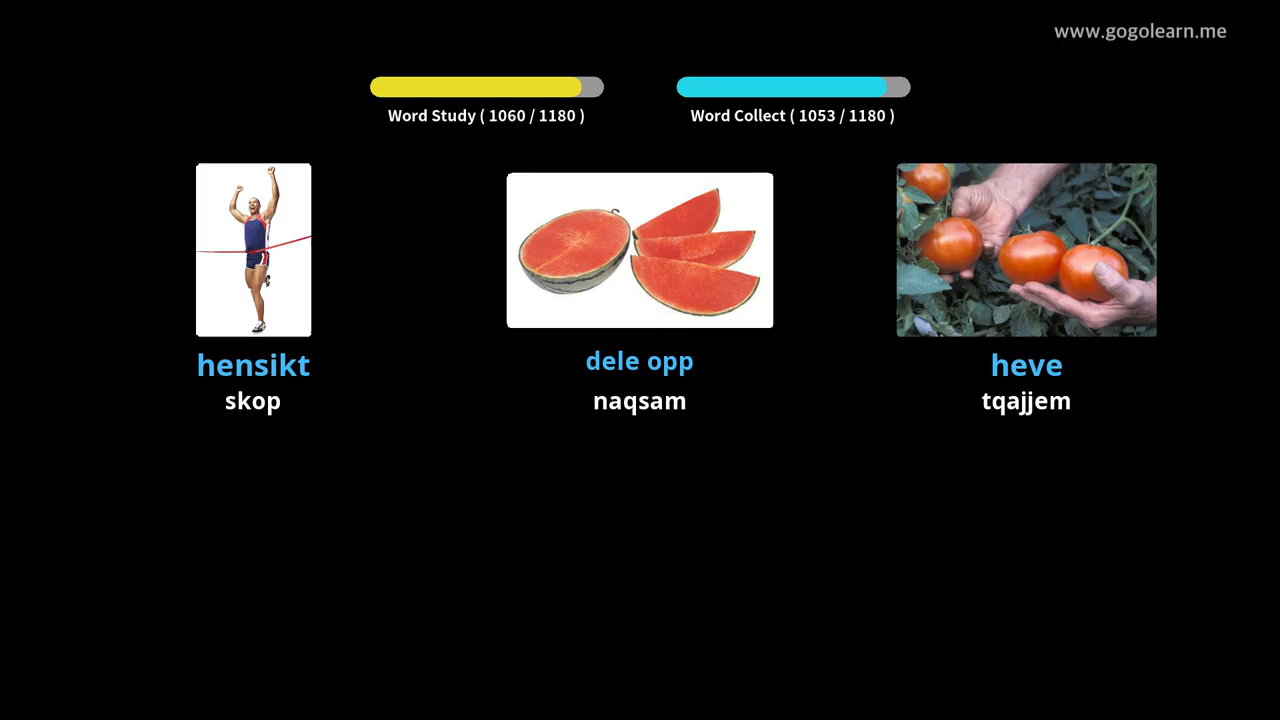 www.gogolearn.me
Word Study ( 1060 / 1180 )
Word Collect ( 1053 / 1180 )
hensikt
skop
dele opp
naqsam
heve
tqajjem